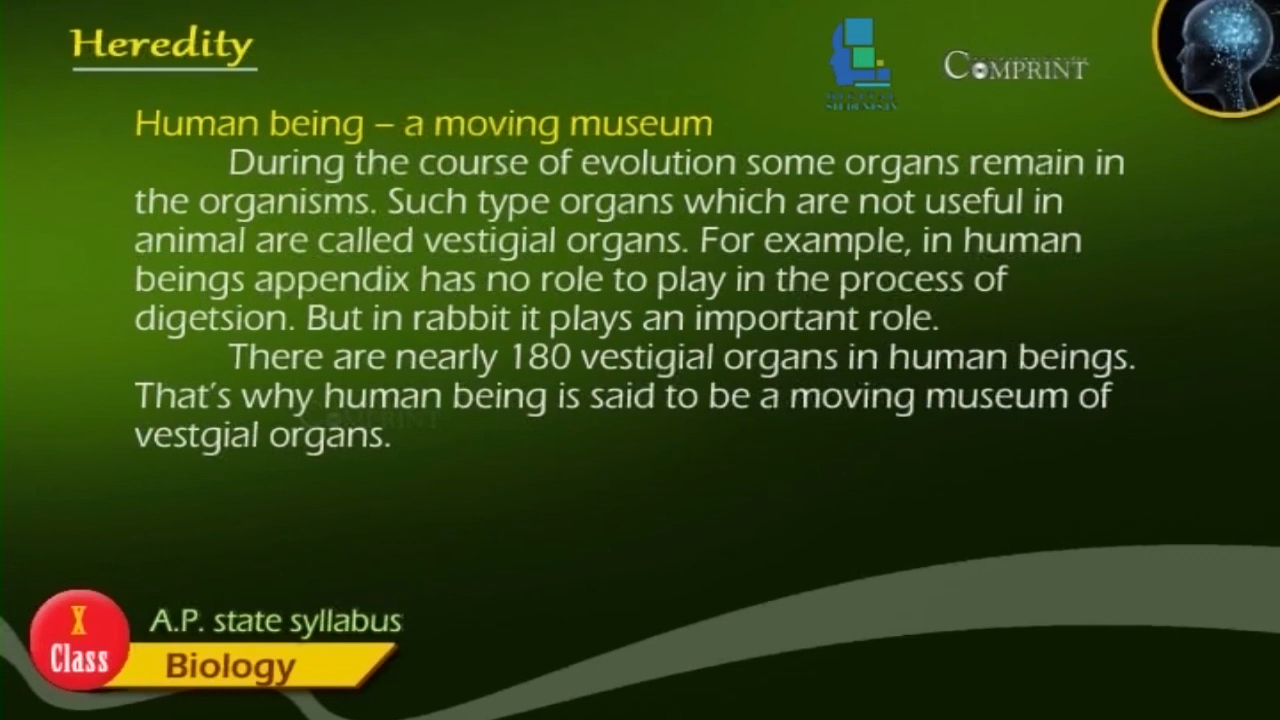 Heredity
COMPRINT
Human being – a moving museum
During the course of evolution some organs remain in
the organisms. Such type organs which are not useful in
animal are called vestigial organs. For example, in human
beings appendix has no role to play in the process of
digetsion. But in rabbit it plays an important role.
There are nearly 180 vestigial organs in human beings.
That's why human being is said to be a moving museum of
vestgial organs.
X
Class
A.P. state syllabus
Biology